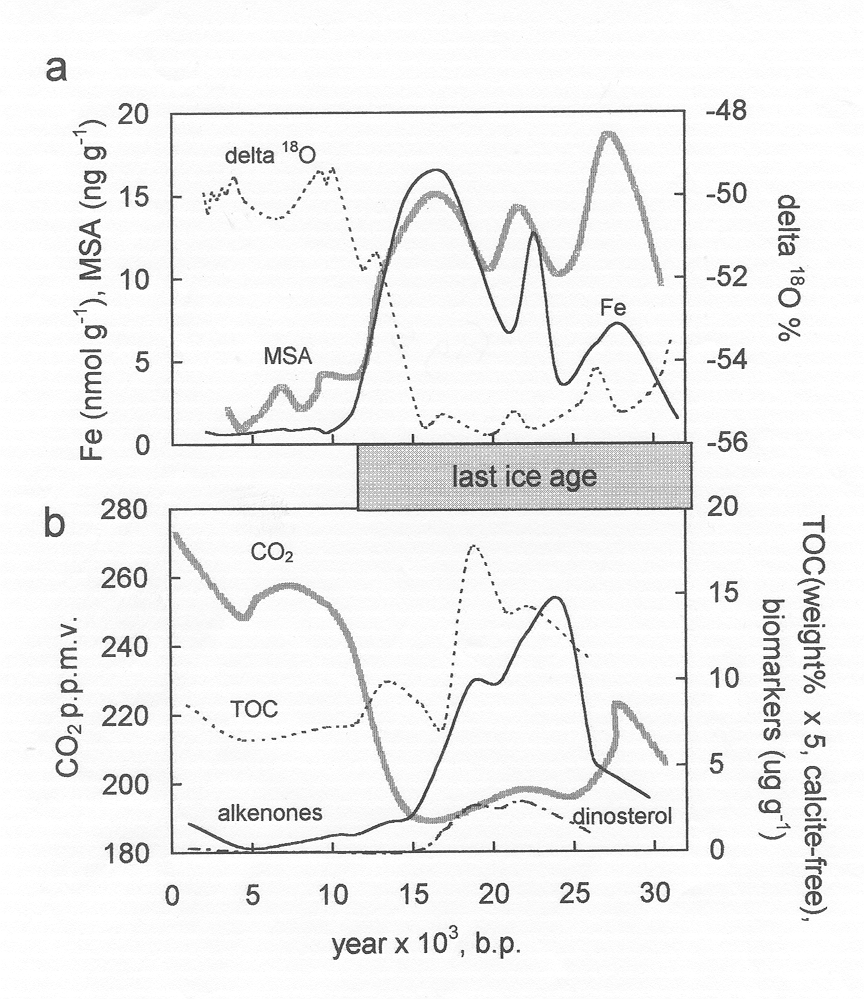 a
Fe (nmol g⁻¹), MSA (ng g⁻¹)
20
15
10
5
0
delta ¹⁸O
MSA
Fe
-48
-50
-52
-54
-56
delta ¹⁸O %
last ice age
b
CO₂ p.p.m.v.
280
260
240
220
200
180
CO₂
TOC
alkenones
dinosterol
20
15
10
5
0
TOC(weight% x 5, calcite-free),
biomarkers (ug g⁻¹)
0 5 10 15 20 25 30
year x 10³, b.p.